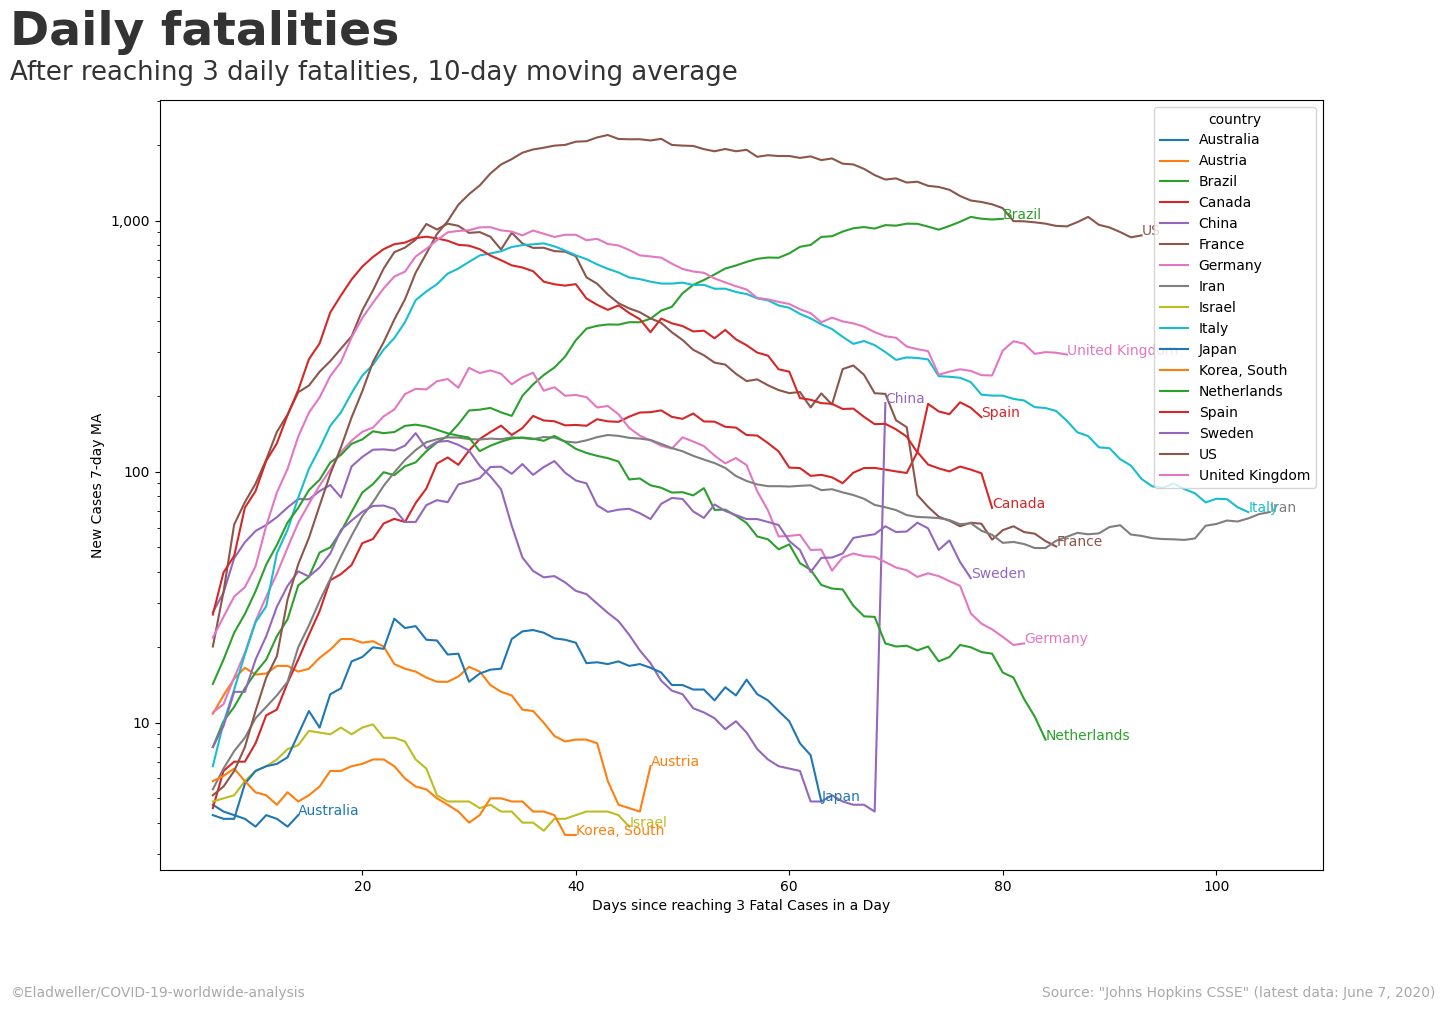 Daily fatalities
After reaching 3 daily fatalities, 10-day moving average
country
Australia
Austria
Brazil
Canada
China
France
Germany
Iran
Israel
Italy
Japan
Korea, South
Netherlands
Spain
Sweden
US
United Kingdom
New Cases 7-day MA
1,000
100
10
Brazil
US
United Kingdom
China
Spain
Canada
Italy
Iran
France
Sweden
Germany
Netherlands
Austria
Japan
Australia
Israel
Korea, South
20
40
60
80
100
Days since reaching 3 Fatal Cases in a Day
©Eladweller/COVID-19-worldwide-analysis
Source: "Johns Hopkins CSSE" (latest data: June 7, 2020)